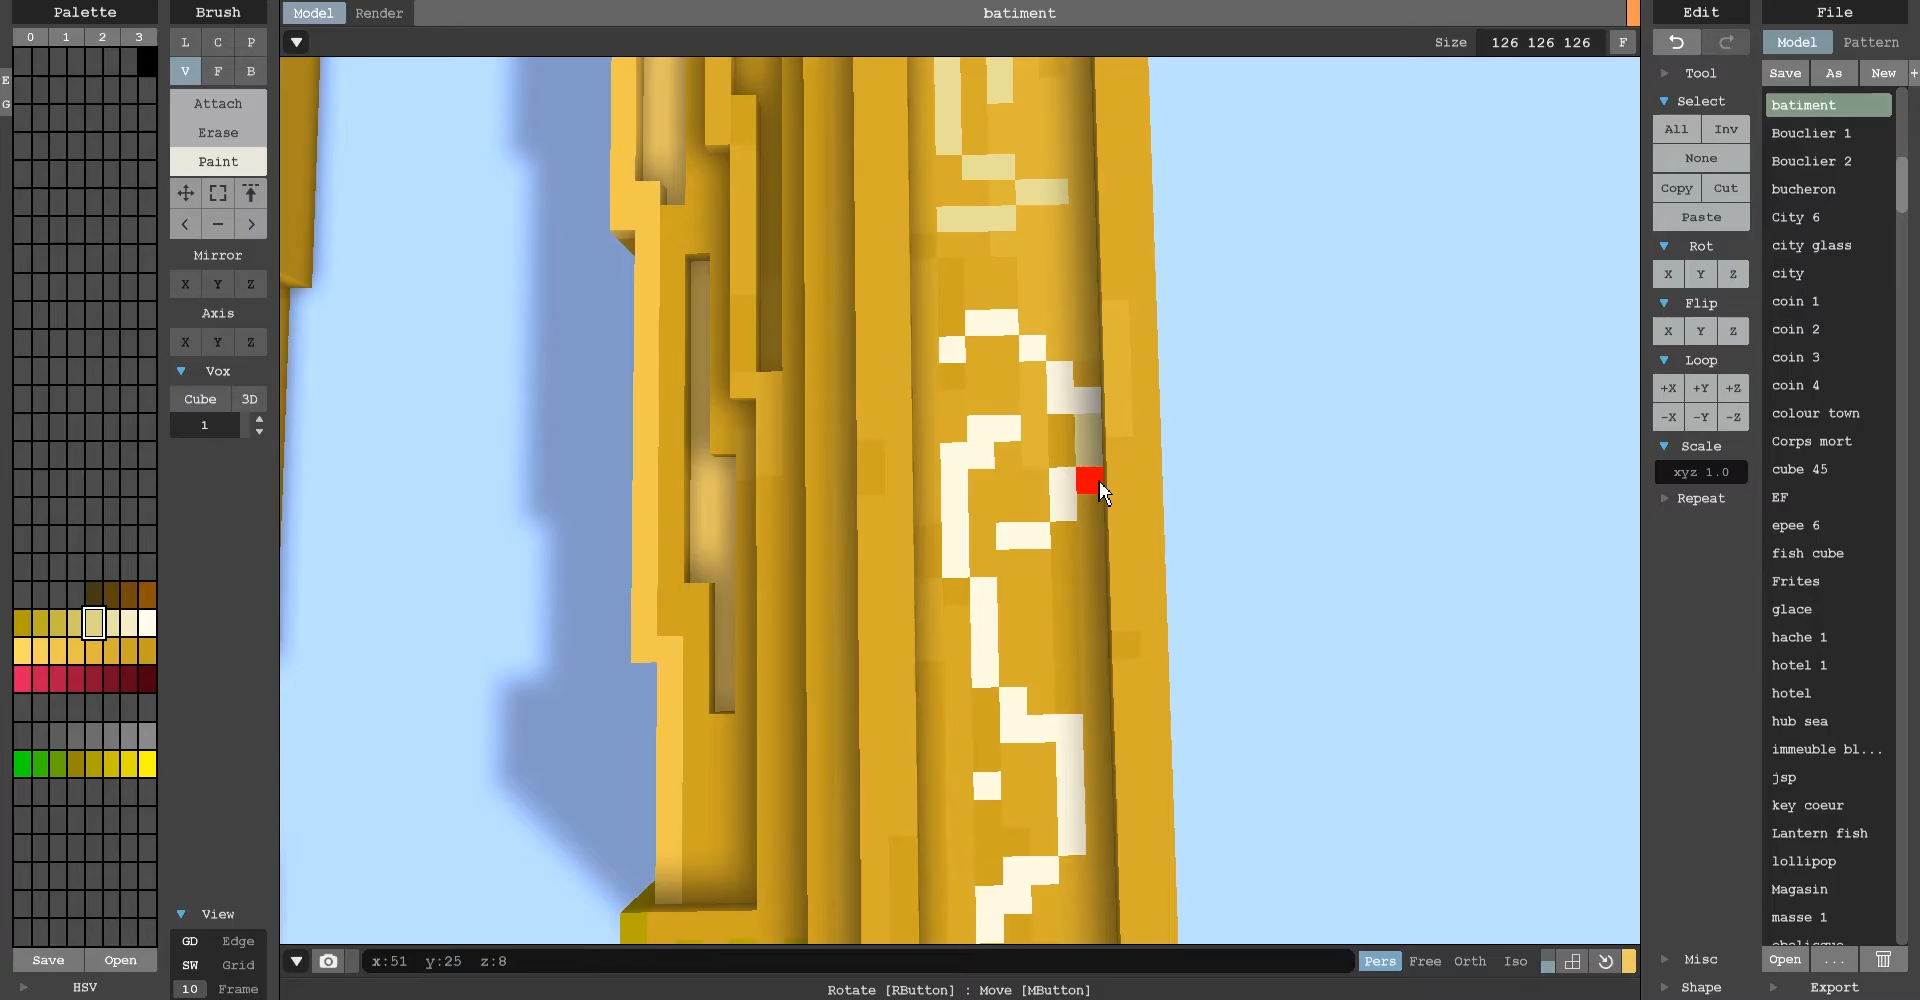 Palette
0 1 2 3
E
G
Save Open
HSV
Brush
L C P
V F B
Attach
Erase
Paint
< - >
Mirror
X Y Z
Axis
X Y Z
Vox
Cube 3D
1
View
GD Edge
SW Grid
10 Frame
Model Render batiment
Size 126 126 126 F
x:51 y:25 z:8
Pers Free Orth Iso
Rotate [RButton] : Move [MButton]
Edit
Tool
Select
All Inv
None
Copy Cut
Paste
Rot
X Y Z
Flip
X Y Z
Loop
+X +Y +Z
-X -Y -Z
Scale
xyz 1.0
Repeat
Misc
Shape
File
Model Pattern
Save As New +
batiment
Bouclier 1
Bouclier 2
bucheron
City 6
city glass
city
coin 1
coin 2
coin 3
coin 4
colour town
Corps mort
cube 45
EF
epee 6
fish cube
Frites
glace
hache 1
hotel 1
hotel
hub sea
immeuble bl...
jsp
key coeur
Lantern fish
lollipop
Magasin
masse 1
Open ...
Export